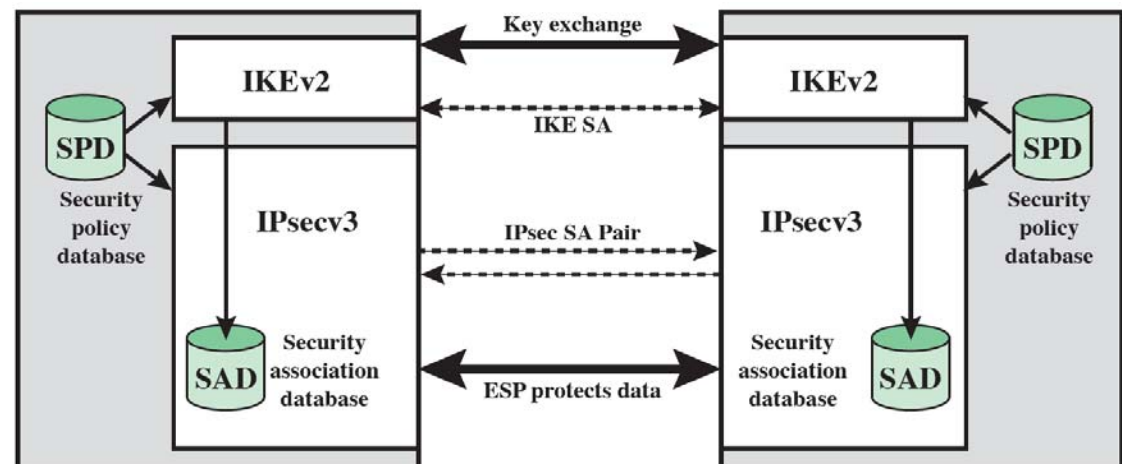 Key exchange
IKEv2
IKEv2
IKE SA
SPD
SPD
Security
policy
database
Security
policy
database
IPsecv3
IPsecv3
IPsec SA Pair
SAD
Security
association
database
ESP protects data
Security
association
database
SAD